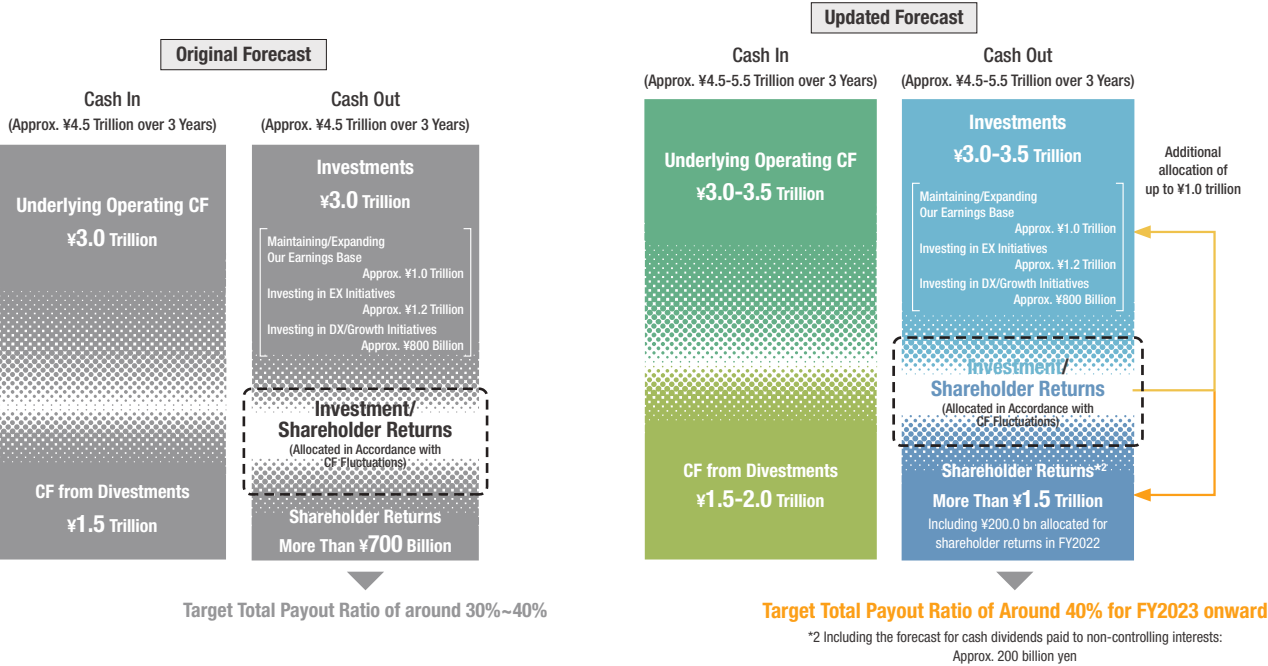 Original Forecast
Cash In
(Approx. ¥4.5 Trillion over 3 Years)
Underlying Operating CF
¥3.0 Trillion
CF from Divestments
¥1.5 Trillion
Cash Out
(Approx. ¥4.5 Trillion over 3 Years)
Investments
¥3.0 Trillion
Maintaining/Expanding
Our Earnings Base
Approx. ¥1.0 Trillion
Investing in EX Initiatives
Approx. ¥1.2 Trillion
Investing in DX/Growth Initiatives
Approx. ¥800 Billion
Investment/
Shareholder Returns
(Allocated in Accordance with
CF Fluctuations)
Shareholder Returns
More Than ¥700 Billion
Target Total Payout Ratio of around 30%~40%
Updated Forecast
Cash In
(Approx. ¥4.5-5.5 Trillion over 3 Years)
Underlying Operating CF
¥3.0-3.5 Trillion
CF from Divestments
¥1.5-2.0 Trillion
Cash Out
(Approx. ¥4.5-5.5 Trillion over 3 Years)
Investments
¥3.0-3.5 Trillion
Maintaining/Expanding
Our Earnings Base
Approx. ¥1.0 Trillion
Investing in EX Initiatives
Approx. ¥1.2 Trillion
Investing in DX/Growth Initiatives
Approx. ¥800 Billion
Investment/
Shareholder Returns
(Allocated in Accordance with
CF Fluctuations)
Shareholder Returns*2
More Than ¥1.5 Trillion
Including ¥200.0 bn allocated for
shareholder returns in FY2022
Additional
allocation of
up to ¥1.0 trillion
Target Total Payout Ratio of Around 40% for FY2023 onward
*2 Including the forecast for cash dividends paid to non-controlling interests:
Approx. 200 billion yen